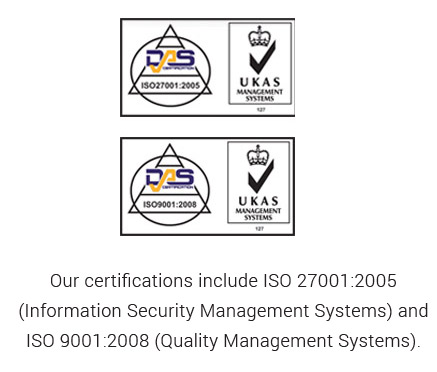 DAS
CERTIFICATION
ISO27001:2005
UKAS
MANAGEMENT
SYSTEMS
127
DAS
CERTIFICATION
ISO9001:2008
UKAS
MANAGEMENT
SYSTEMS
127
Our certifications include ISO 27001:2005
(Information Security Management Systems) and
ISO 9001:2008 (Quality Management Systems).